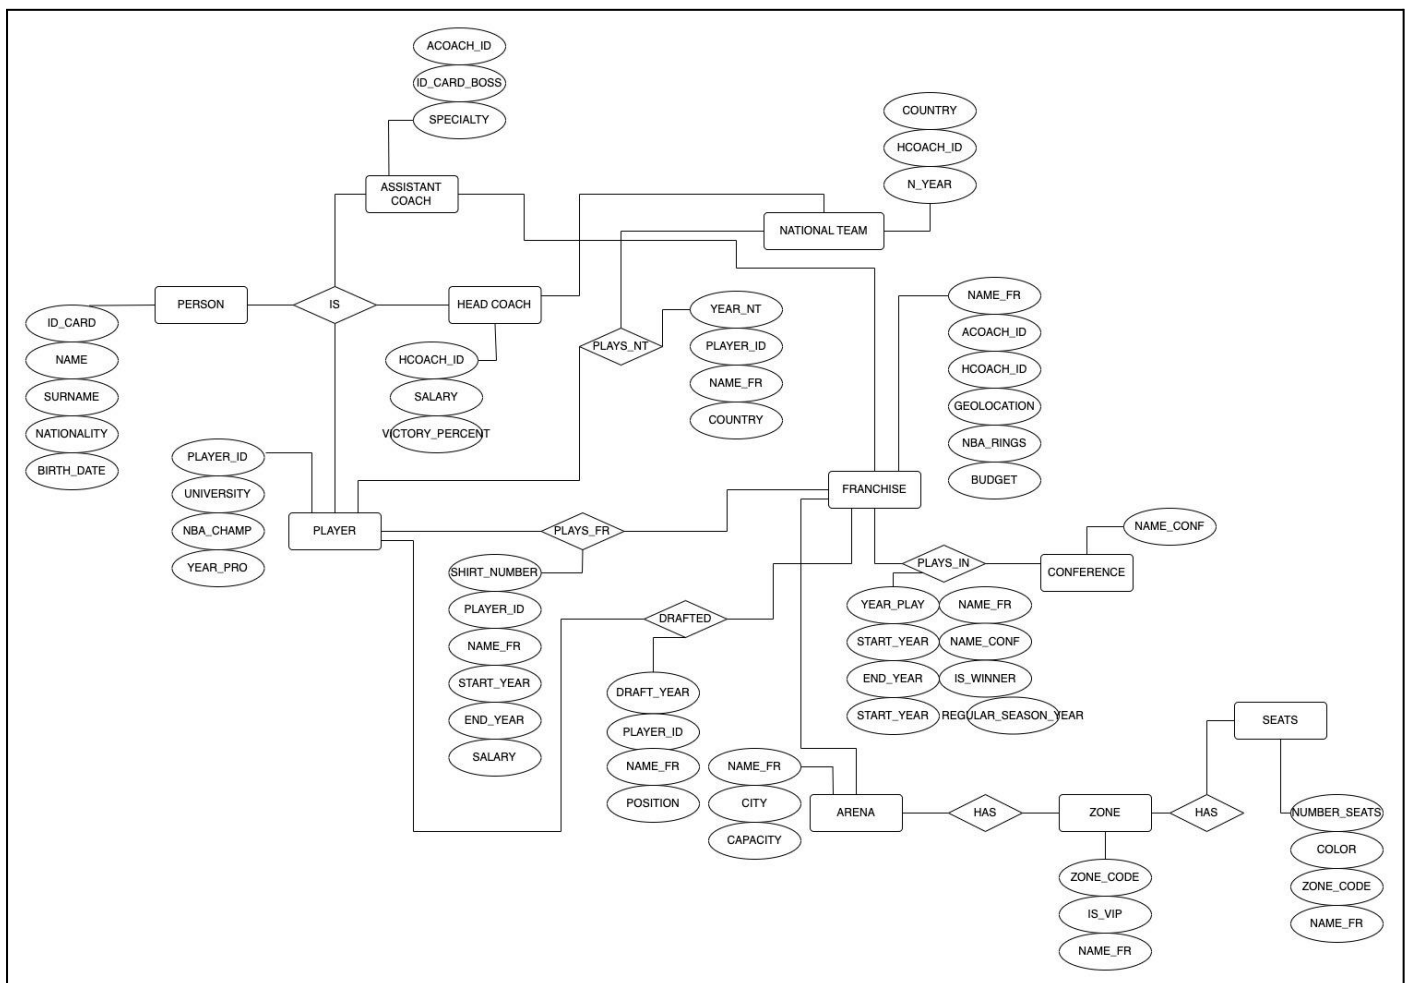 ACOACH_ID
ID_CARD_BOSS
SPECIALTY
ASSISTANT
COACH
COUNTRY
HCOACH_ID
N_YEAR
NATIONAL TEAM
PERSON
IS
HEAD COACH
ID_CARD
NAME
SURNAME
NATIONALITY
BIRTH_DATE
HCOACH_ID
SALARY
VICTORY_PERCENT
PLAYS_NT
YEAR_NT
PLAYER_ID
NAME_FR
COUNTRY
NAME_FR
ACOACH_ID
HCOACH_ID
GEOLOCATION
NBA_RINGS
BUDGET
PLAYER_ID
UNIVERSITY
NBA_CHAMP
YEAR_PRO
PLAYER
PLAYS_FR
FRANCHISE
SHIRT_NUMBER
PLAYER_ID
NAME_FR
START_YEAR
END_YEAR
SALARY
DRAFTED
DRAFT_YEAR
PLAYER_ID
NAME_FR
POSITION
PLAYS_IN
CONFERENCE
NAME_CONF
YEAR_PLAY
NAME_FR
START_YEAR
NAME_CONF
END_YEAR
IS_WINNER
START_YEAR
REGULAR_SEASON_YEAR
NAME_FR
CITY
CAPACITY
ARENA
HAS
ZONE
HAS
SEATS
ZONE_CODE
IS_VIP
NAME_FR
NUMBER_SEATS
COLOR
ZONE_CODE
NAME_FR